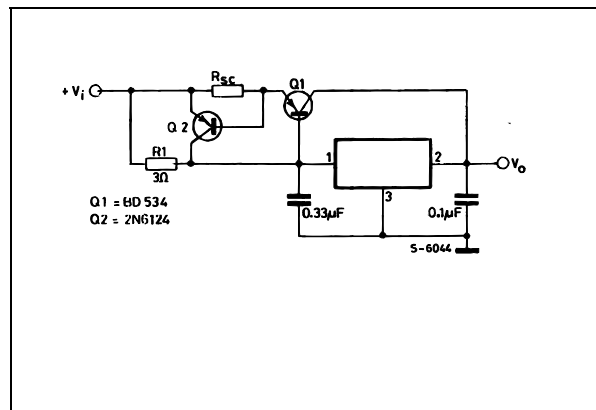 Rsc
Q1
+ Vi
Q 2
R1
3Ω
1
2
Vo
3
0.33µF
0.1µF
Q1 = BD 534
Q2 = 2N6124
S-6044